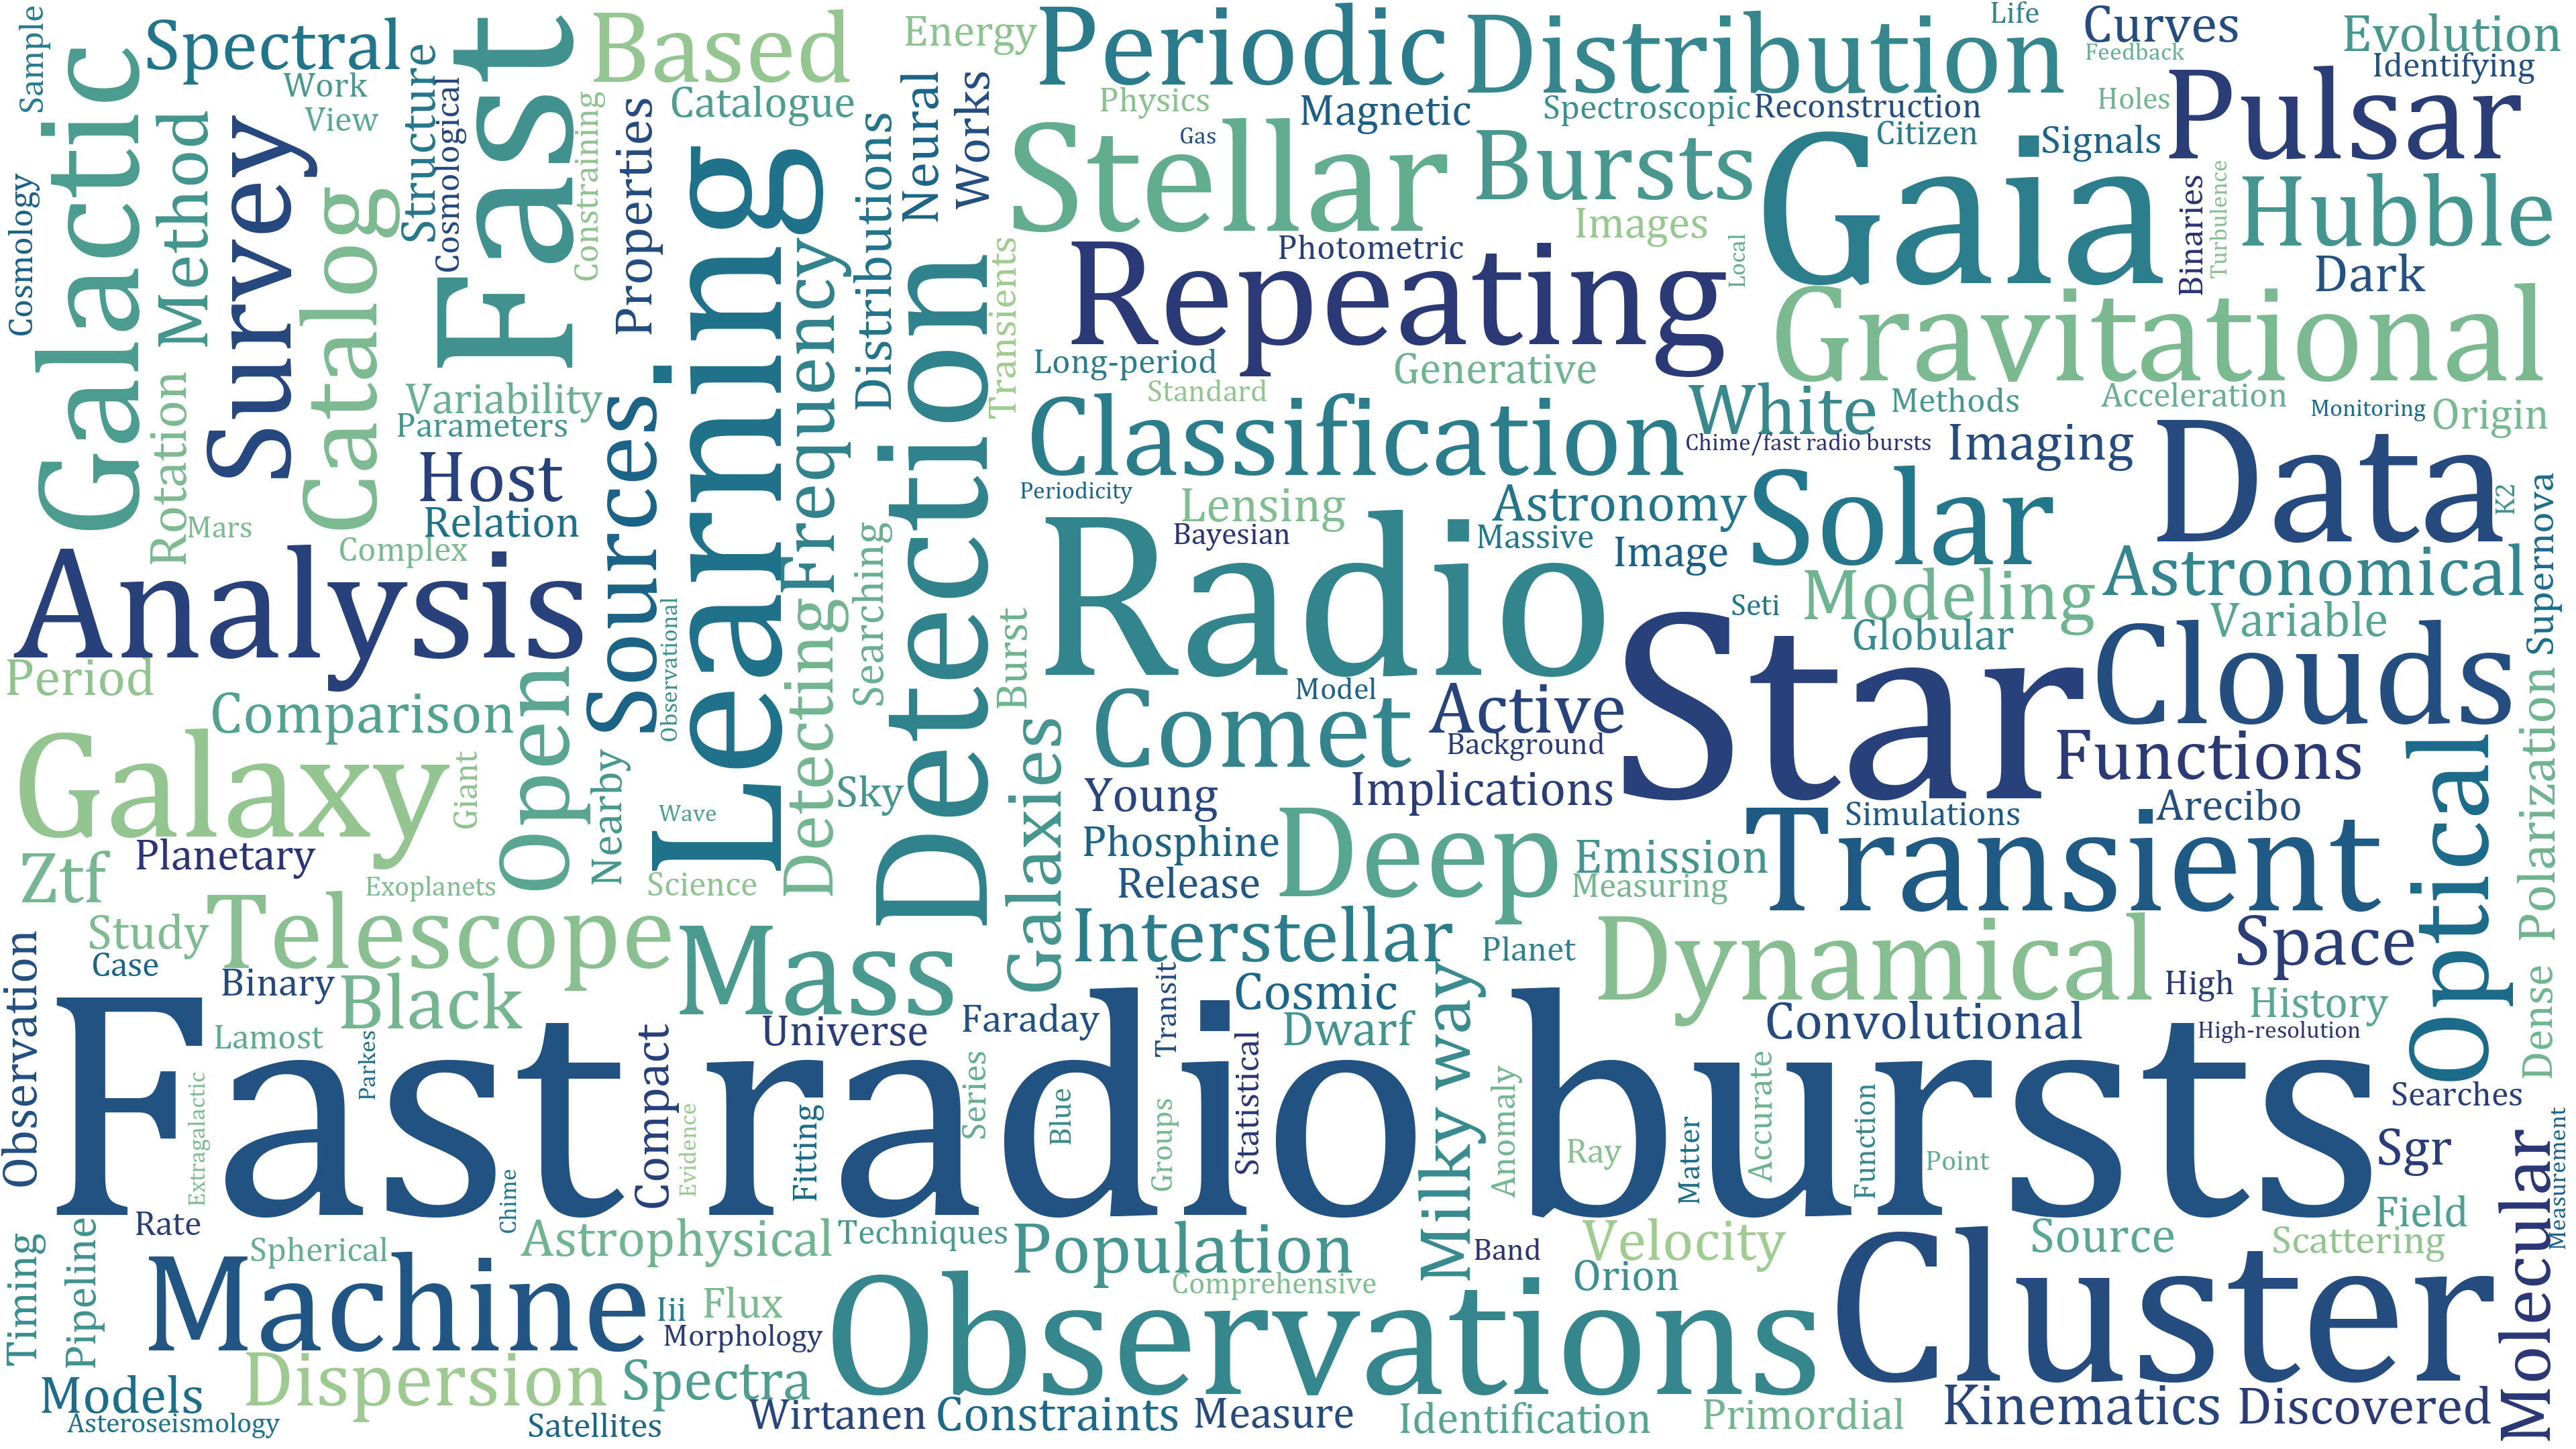 Sample
Spectral
Fast
Based
Energy
Periodic
Distribution
Life
Curves
Feedback
Evolution
Identifying
Galactic
Work
View
Structure
Cosmological
Constraining
Catalogue
Neural
Works
Physics
Magnetic
Gas
Spectroscopic
Reconstruction
Citizen
Signals
Holes
Pulsar
Method
Survey
Properties
Learning
Distributions
Stellar
Bursts
Gaia
Binaries
Turbulence
Hubble
Cosmology
Catalog
Frequency
Transients
Images
Photometric
Repeating
Local
Dark
Gravitational
Rotation
Variability
Parameters
Sources.
Detection
Long-period
Standard
Generative
Classification
White
Methods
Acceleration
Monitoring
Origin
Chime/fast radio bursts
Imaging
Data
K2
Supernova
Host
Relation
Mars
Complex
Periodicity
Lensing
Bayesian
Astronomy
Massive
Image
Solar
Astronomical
Analysis
Observational
Detecting
Searching
Burst
Radio
Seti
Modeling
Globular
Variable
Period
Comparison
Open
Model
Comet
Active
Background
Star
Clouds
Functions
Polarization
Galaxy
Giant
Nearby
Wave
Sky
Galaxies
Young
Implications
Simulations
Arecibo
Optical
Ztf
Planetary
Exoplanets
Science
Phosphine
Release
Deep
Emission
Measuring
Transient
Study
Telescope
Mass
Interstellar
Planet
Dynamical
Space
Observation
Case
Binary
Black
Universe
Faraday
Transit
Cosmic
Dwarf
Milky way
Convolutional
High
History
High-resolution
Dense
Lamost
Parkes
Fast radio bursts
Extragalactic
Chime
Compact
Evidence
Fitting
Series
Blue
Groups
Statistical
Anomaly
Ray
Matter
Accurate
Function
Point
Searches
Sgr
Measurement
Molecular
Rate
Timing
Pipeline
Spherical
Astrophysical
Techniques
Population
Band
Velocity
Source
Field
Scattering
Machine
Iii
Flux
Morphology
Comprehensive
Observations
Orion
Cluster
Models
Dispersion
Spectra
Asteroseismology
Satellites
Wirtanen
Constraints
Measure
Identification
Primordial
Kinematics
Discovered